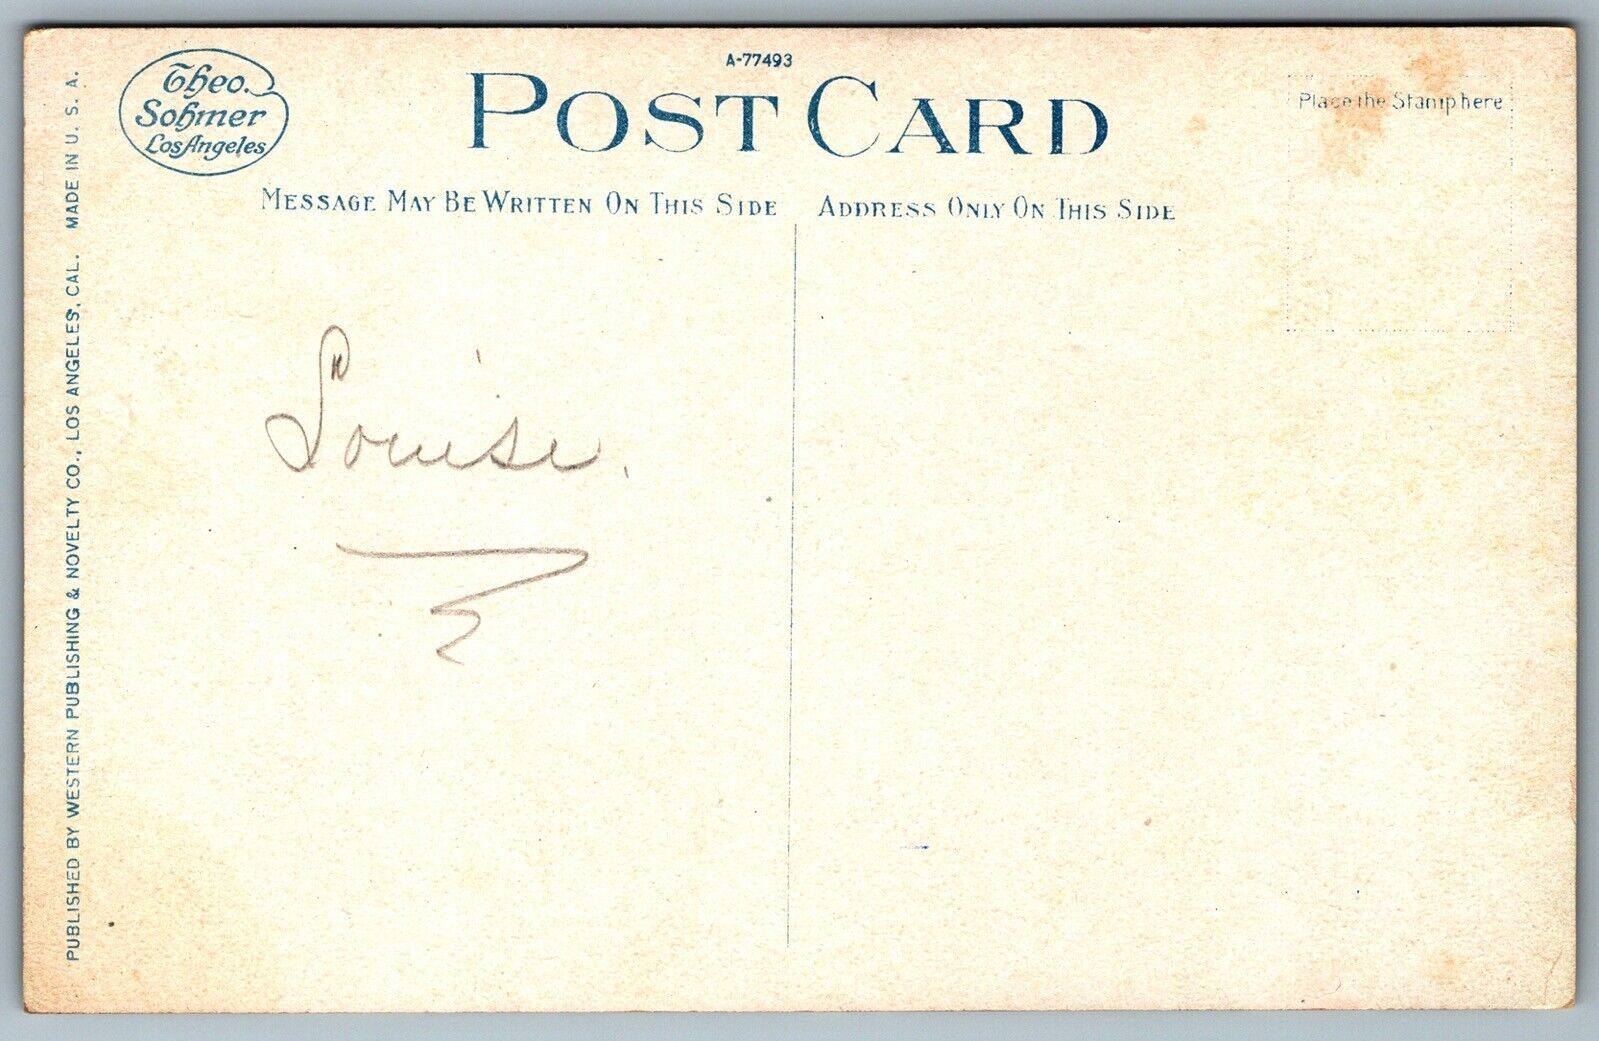 A-77493
Theo.
Sohmer
Los Angeles
POST CARD
Place the Stamp here
MESSAGE MAY BE WRITTEN ON THIS SIDE
ADDRESS ONLY ON THIS SIDE
PUBLISHED BY WESTERN PUBLISHING & NOVELTY CO., LOS ANGELES, CAL. MADE IN U. S. A.
Louise.